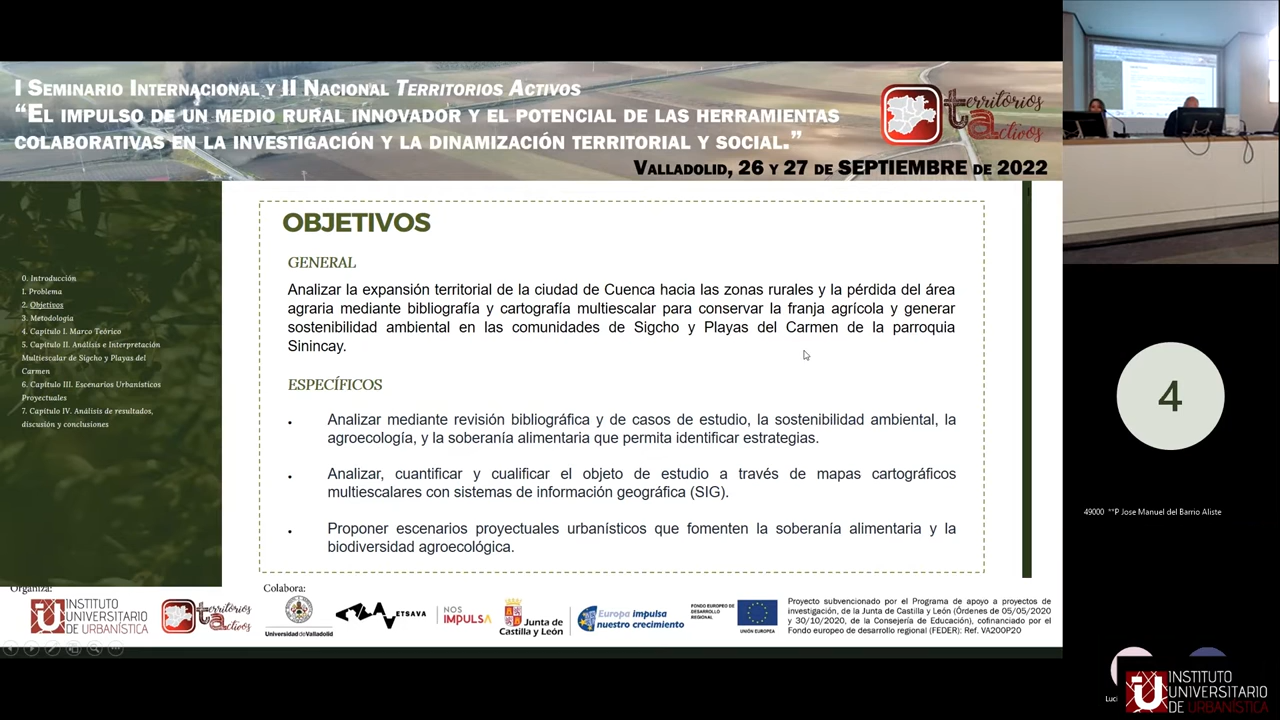 I Seminario Internacional y II Nacional Territorios Activos
“El impulso de un medio rural innovador y el potencial de las herramientas
colaborativas en la investigación y la dinamización territorial y social.”
Valladolid, 26 y 27 de SEPTIEMBRE de 2022
territorios
activos
OBJETIVOS
GENERAL
Analizar la expansión territorial de la ciudad de Cuenca hacia las zonas rurales y la pérdida del área
agraria mediante bibliografía y cartografía multiescalar para conservar la franja agrícola y generar
sostenibilidad ambiental en las comunidades de Sigcho y Playas del Carmen de la parroquia
Sinincay.
ESPECÍFICOS
• Analizar mediante revisión bibliográfica y de casos de estudio, la sostenibilidad ambiental, la
agroecología, y la soberanía alimentaria que permita identificar estrategias.
• Analizar, cuantificar y cualificar el objeto de estudio a través de mapas cartográficos
multiescalares con sistemas de información geográfica (SIG).
• Proponer escenarios proyectuales urbanísticos que fomenten la soberanía alimentaria y la
biodiversidad agroecológica.
0. Introducción
1. Problema
2. Objetivos
3. Metodología
4. Capítulo I. Marco Teórico
5. Capítulo II. Análisis e Interpretación
Multiescalar de Sigcho y Playas del
Carmen
6. Capítulo III. Escenarios Urbanísticos
Proyectuales
7. Capítulo IV. Análisis de resultados,
discusión y conclusiones
Organiza:
INSTITUTO
UNIVERSITARIO
DE URBANÍSTICA
territorios
activos
Colabora:
Universidad de Valladolid
ETSAVA
NOS
IMPULSA
Junta de
Castilla y León
Europa impulsa
nuestro crecimiento
FONDO EUROPEO DE
DESARROLLO
REGIONAL
UNIÓN EUROPEA
Proyecto subvencionado por el Programa de apoyo a proyectos de
investigación, de la Junta de Castilla y León (Órdenes de 05/05/2020
y 30/10/2020, de la Consejería de Educación), cofinanciado por el
Fondo europeo de desarrollo regional (FEDER): Ref. VA200P20
4
49000 **P Jose Manuel del Barrio Aliste
Luci
INSTITUTO
UNIVERSITARIO
DE URBANÍSTICA